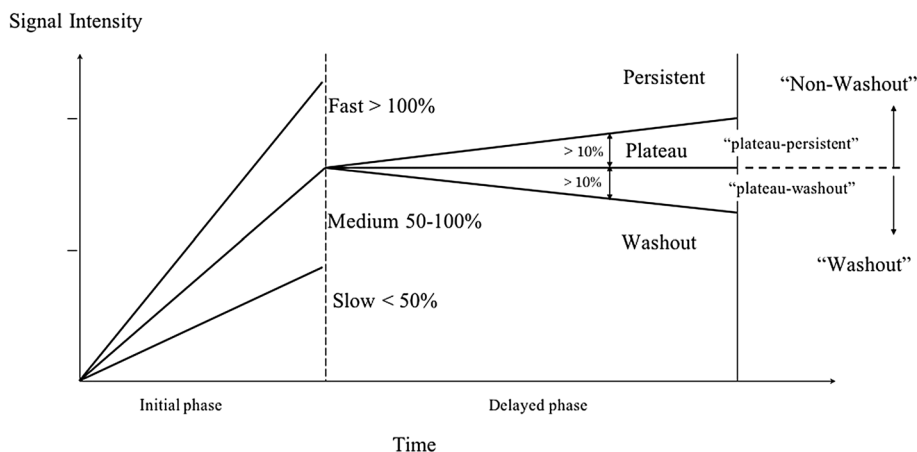 Signal Intensity
Persistent
“Non-Washout”
Fast > 100%
“plateau-persistent”
> 10%
Plateau
> 10%
“plateau-washout”
Medium 50-100%
Washout
“Washout”
Slow < 50%
Initial phase
Delayed phase
Time